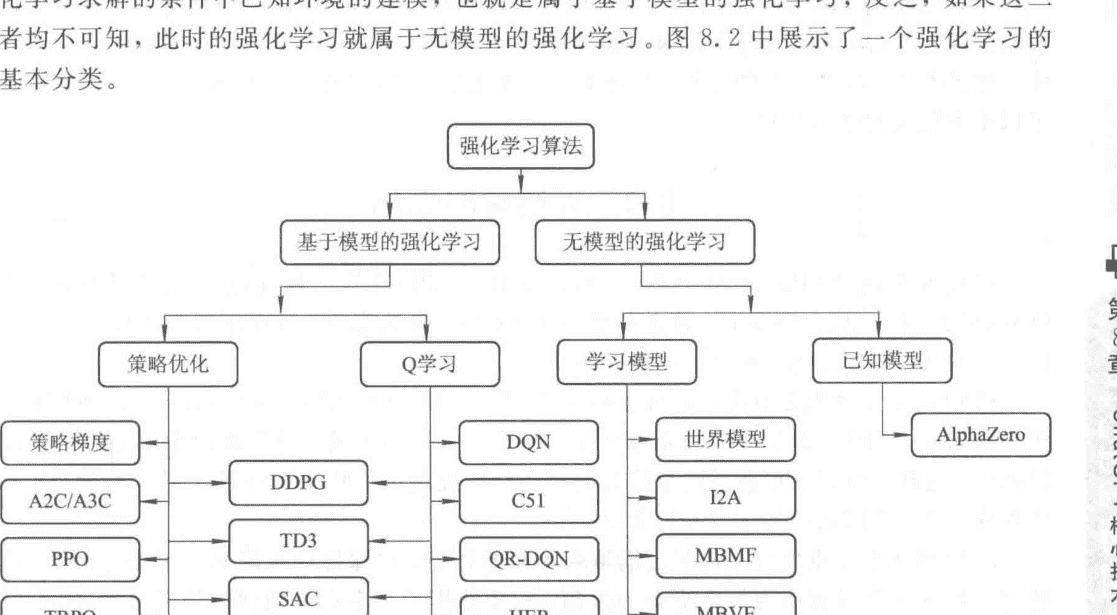 者均不可知，此时的强化学习就属于无模型的强化学习。图 8.2 中展示了一个强化学习的
基本分类。
强化学习算法
基于模型的强化学习
无模型的强化学习
策略优化
Q学习
学习模型
已知模型
策略梯度
DQN
世界模型
AlphaZero
DDPG
A2C/A3C
C51
I2A
TD3
PPO
QR-DQN
MBMF
SAC